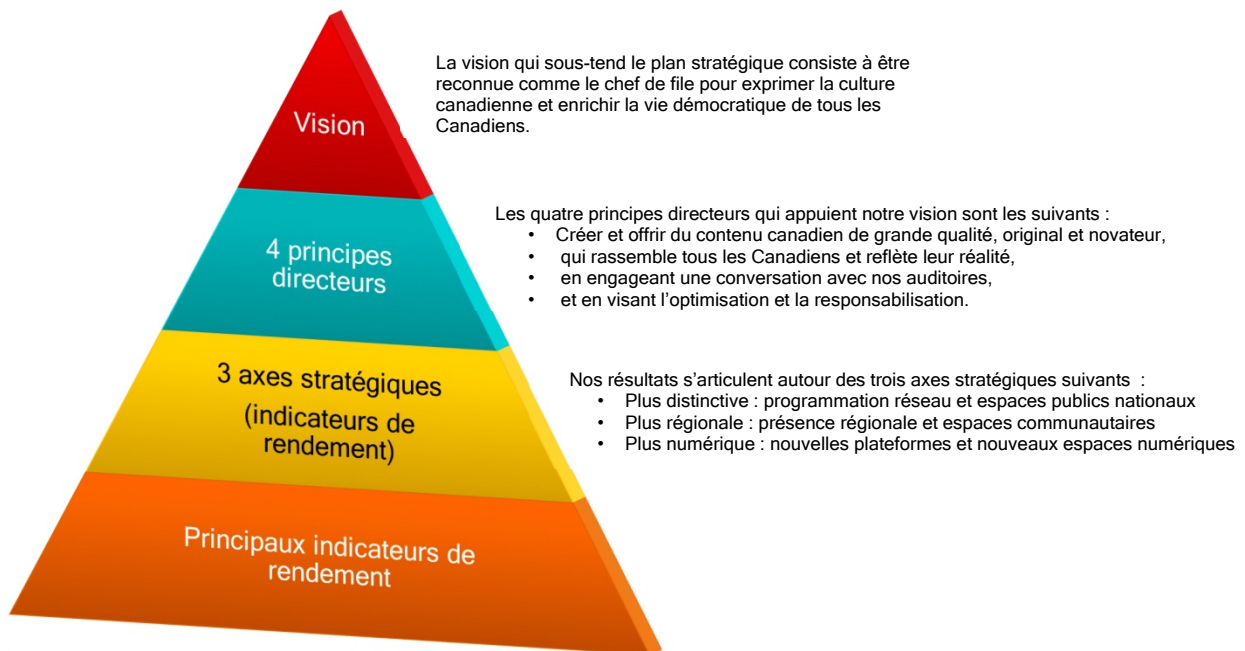 La vision qui sous-tend le plan stratégique consiste à être
reconnue comme le chef de file pour exprimer la culture
canadienne et enrichir la vie démocratique de tous les
Canadiens.
Vision
Les quatre principes directeurs qui appuient notre vision sont les suivants :
• Créer et offrir du contenu canadien de grande qualité, original et novateur,
• qui rassemble tous les Canadiens et reflète leur réalité,
• en engageant une conversation avec nos auditoires,
• et en visant l’optimisation et la responsabilisation.
4 principes
directeurs
Nos résultats s’articulent autour des trois axes stratégiques suivants :
• Plus distinctive : programmation réseau et espaces publics nationaux
• Plus régionale : présence régionale et espaces communautaires
• Plus numérique : nouvelles plateformes et nouveaux espaces numériques
3 axes stratégiques
(indicateurs de
rendement)
Principaux indicateurs de
rendement